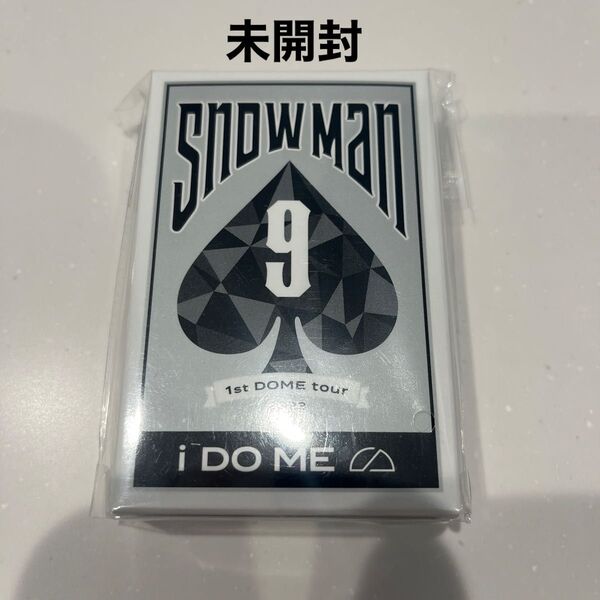 未開封
snowman
9
1st DOME tour
i DO ME